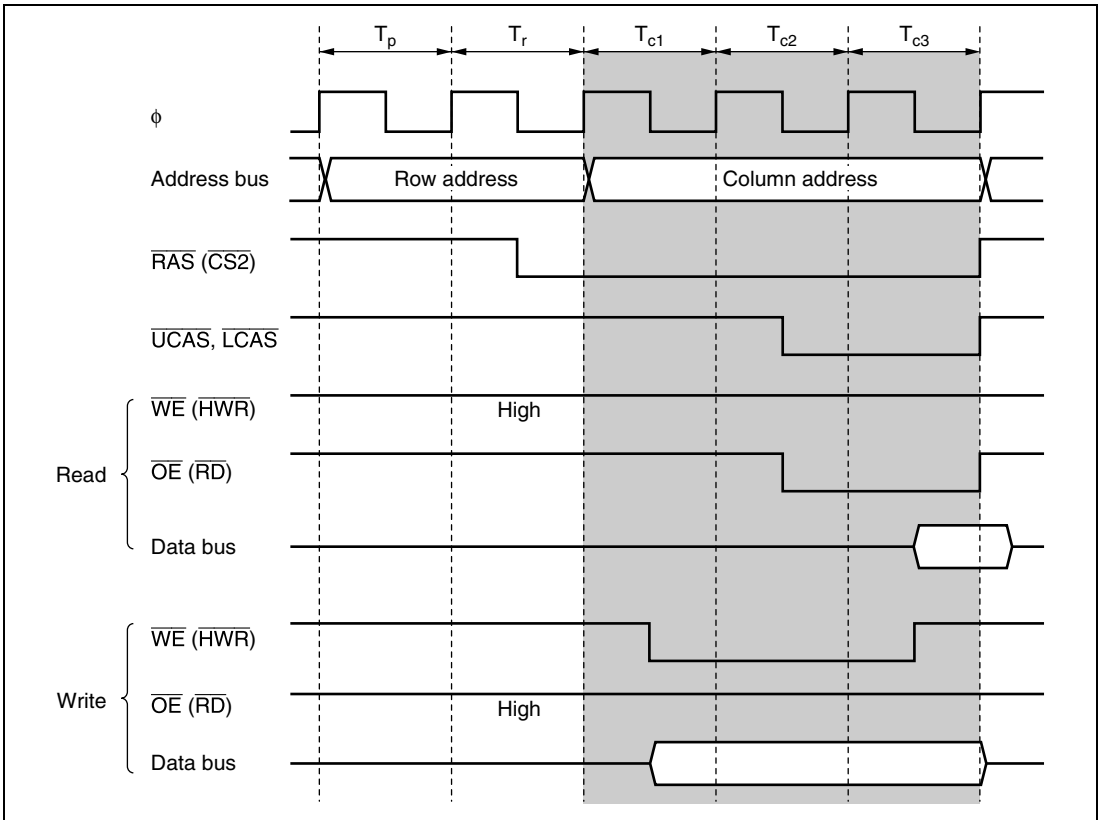 Tp Tr Tc1 Tc2 Tc3
ϕ
Address bus Row address Column address
RAS (CS2)
UCAS, LCAS
WE (HWR) High
Read OE (RD)
Data bus
WE (HWR)
Write OE (RD) High
Data bus